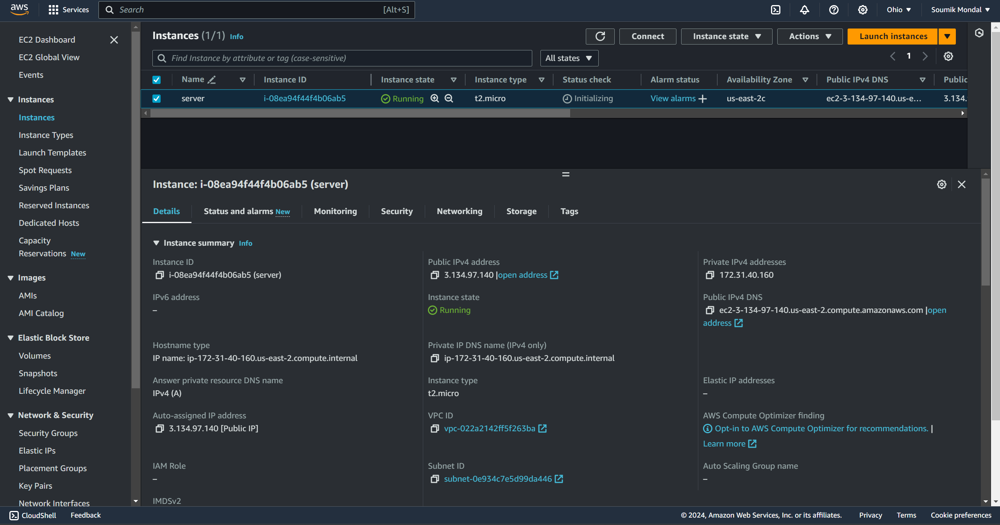 aws
Services
Search [Alt+S]
Ohio
Soumik Mondal
EC2 Dashboard
EC2 Global View
Events
Instances
Instances
Instance Types
Launch Templates
Spot Requests
Savings Plans
Reserved Instances
Dedicated Hosts
Capacity
Reservations New
Images
AMIs
AMI Catalog
Elastic Block Store
Volumes
Snapshots
Lifecycle Manager
Network & Security
Security Groups
Elastic IPs
Placement Groups
Key Pairs
Network Interfaces
Instances (1/1) Info
Connect
Instance state
Actions
Launch instances
Find Instance by attribute or tag (case-sensitive)
All states
1
Name Instance ID Instance state Instance type Status check Alarm status Availability Zone Public IPv4 DNS Public
server i-08ea94f44f4b06ab5 Running t2.micro Initializing View alarms us-east-2c ec2-3-134-97-140.us-e... 3.134.
Instance: i-08ea94f44f4b06ab5 (server)
Details Status and alarms New Monitoring Security Networking Storage Tags
Instance summary Info
Instance ID
i-08ea94f44f4b06ab5 (server)
Public IPv4 address
3.134.97.140 |open address
Private IPv4 addresses
172.31.40.160
IPv6 address
–
Instance state
Running
Public IPv4 DNS
ec2-3-134-97-140.us-east-2.compute.amazonaws.com |open
address
Hostname type
IP name: ip-172-31-40-160.us-east-2.compute.internal
Private IP DNS name (IPv4 only)
ip-172-31-40-160.us-east-2.compute.internal
Answer private resource DNS name
IPv4 (A)
Instance type
t2.micro
Elastic IP addresses
–
Auto-assigned IP address
3.134.97.140 [Public IP]
VPC ID
vpc-022a2142ff5f263ba
AWS Compute Optimizer finding
Opt-in to AWS Compute Optimizer for recommendations. |
Learn more
IAM Role
–
Subnet ID
subnet-0e934c7e5d99da446
Auto Scaling Group name
–
IMDSv2
CloudShell
Feedback
© 2024, Amazon Web Services, Inc. or its affiliates.
Privacy
Terms
Cookie preferences